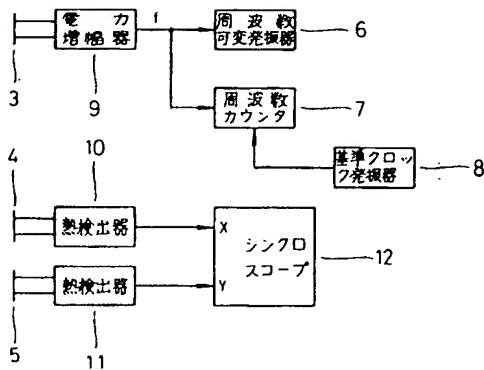 電力
増幅器
f
周波数
可変発振器
6
3
9
周波数
カウンタ
7
4
10
基準クロッ
ク発振器
8
熱検出器
X
シンクロ
スコープ
12
熱検出器
Y
5
11